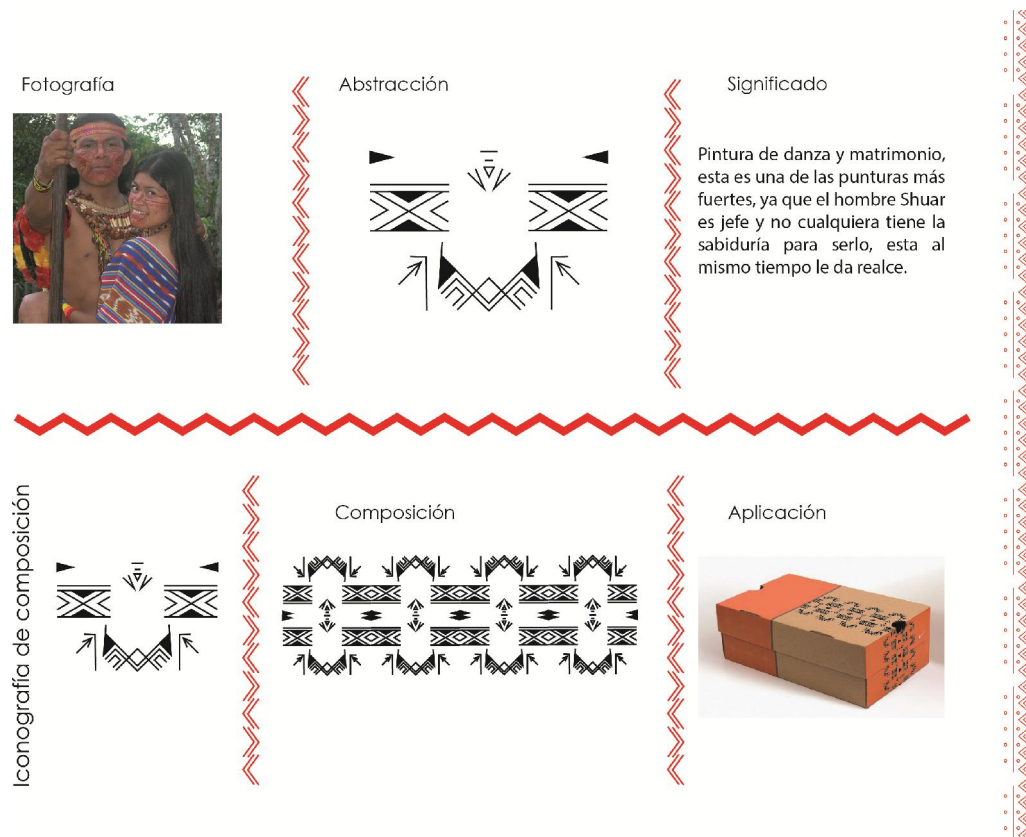 Fotografía
Abstracción
Significado
Pintura de danza y matrimonio,
esta es una de las punturas más
fuertes, ya que el hombre Shuar
es jefe y no cualquiera tiene la
sabiduría para serlo, esta al
mismo tiempo le da realce.
Iconografía de composición
Composición
Aplicación